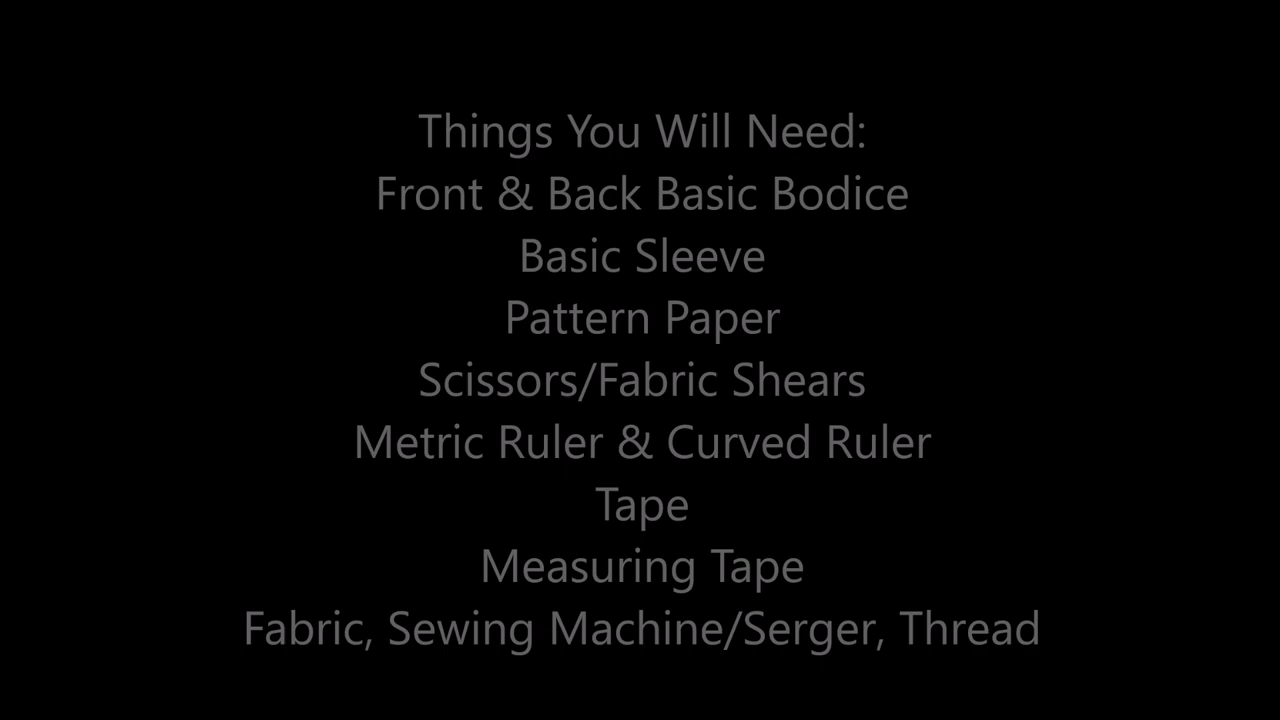 Things You Will Need:
Front & Back Basic Bodice
Basic Sleeve
Pattern Paper
Scissors/Fabric Shears
Metric Ruler & Curved Ruler
Tape
Measuring Tape
Fabric, Sewing Machine/Serger, Thread